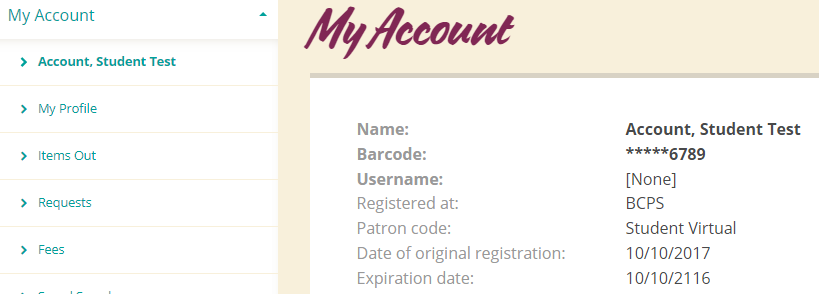 My Account
Account, Student Test
My Profile
Items Out
Requests
Fees
My Account
Name: Account, Student Test
Barcode: *****6789
Username: [None]
Registered at: BCPS
Patron code: Student Virtual
Date of original registration: 10/10/2017
Expiration date: 10/10/2116